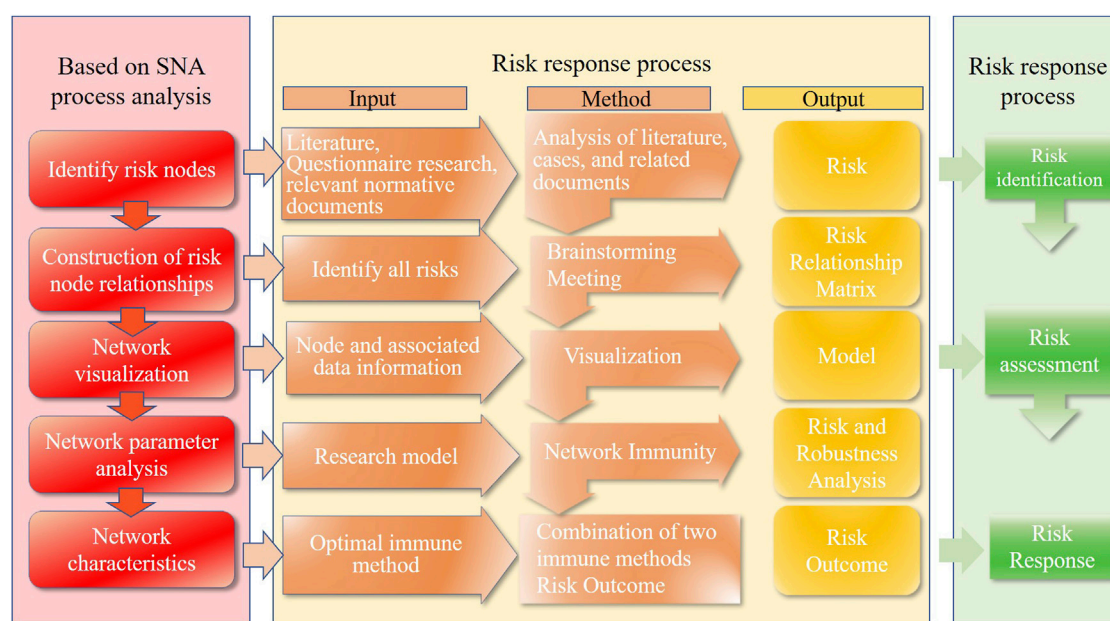 Based on SNA
process analysis
Identify risk nodes
Construction of risk
node relationships
Network
visualization
Network parameter
analysis
Network
characteristics
Risk response process
Input
Method
Output
Literature,
Questionnaire research,
relevant normative
documents
Analysis of literature,
cases, and related
documents
Risk
Identify all risks
Brainstorming
Meeting
Risk
Relationship
Matrix
Node and associated
data information
Visualization
Model
Research model
Network Immunity
Risk and
Robustness
Analysis
Optimal immune
method
Combination of two
immune methods
Risk Outcome
Risk
Outcome
Risk response
process
Risk
identification
Risk
assessment
Risk
Response